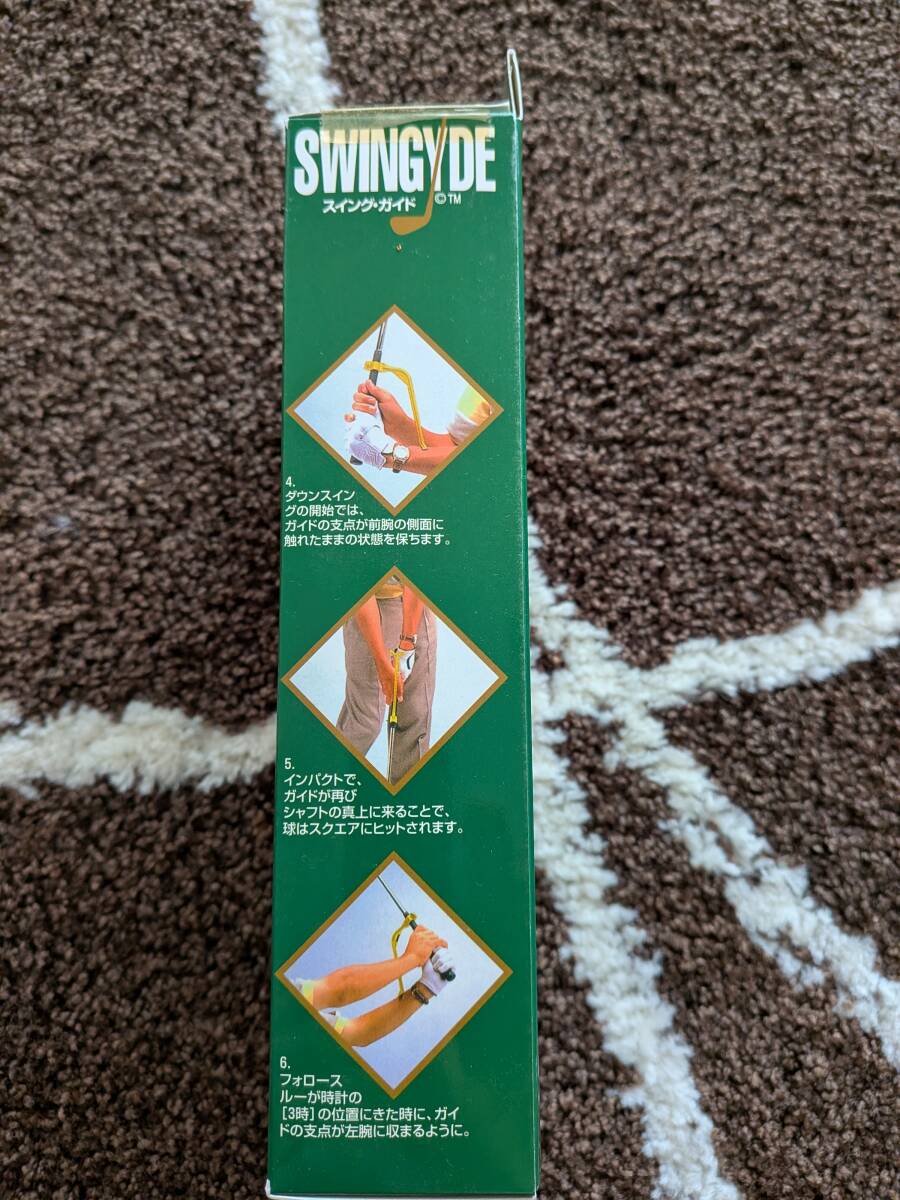 SWINGYDE
スイング・ガイド
©TM
4.
ダウンスイン
グの開始では、
ガイドの支点が前腕の側面に
触れたままの状態を保ちます。
5.
インパクトで、
ガイドが再び
シャフトの真上に来ることで、
球はスクエアにヒットされます。
6.
フォロース
ルーが時計の
[3時]の位置にきた時に、ガイ
ドの支点が左腕に収まるように。